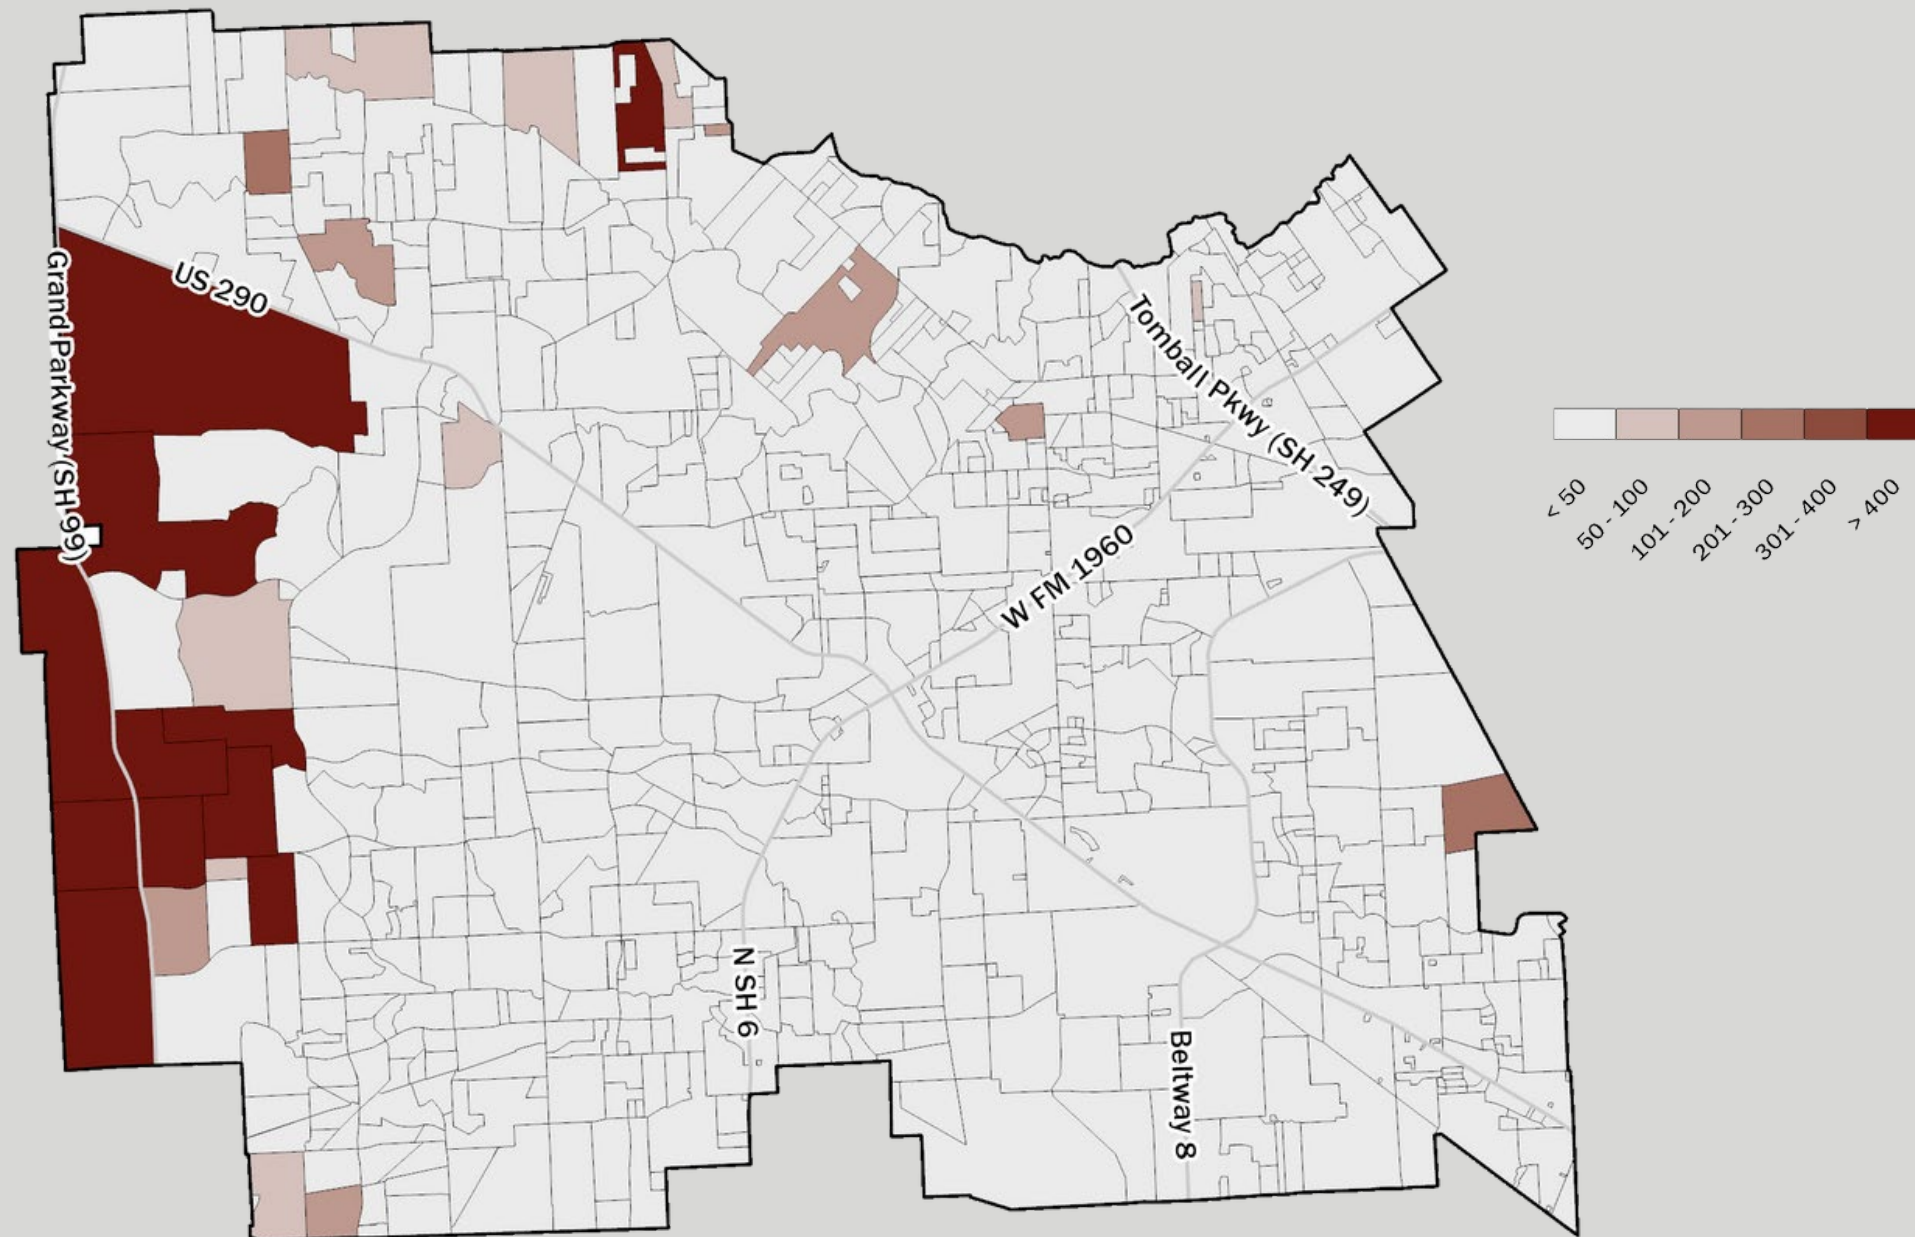 US 290
Grand Parkway (SH 99)
Tomball Pkwy (SH 249)
W FM 1960
N SH 6
Beltway 8
< 50
50 - 100
101 - 200
201 - 300
301 - 400
> 400